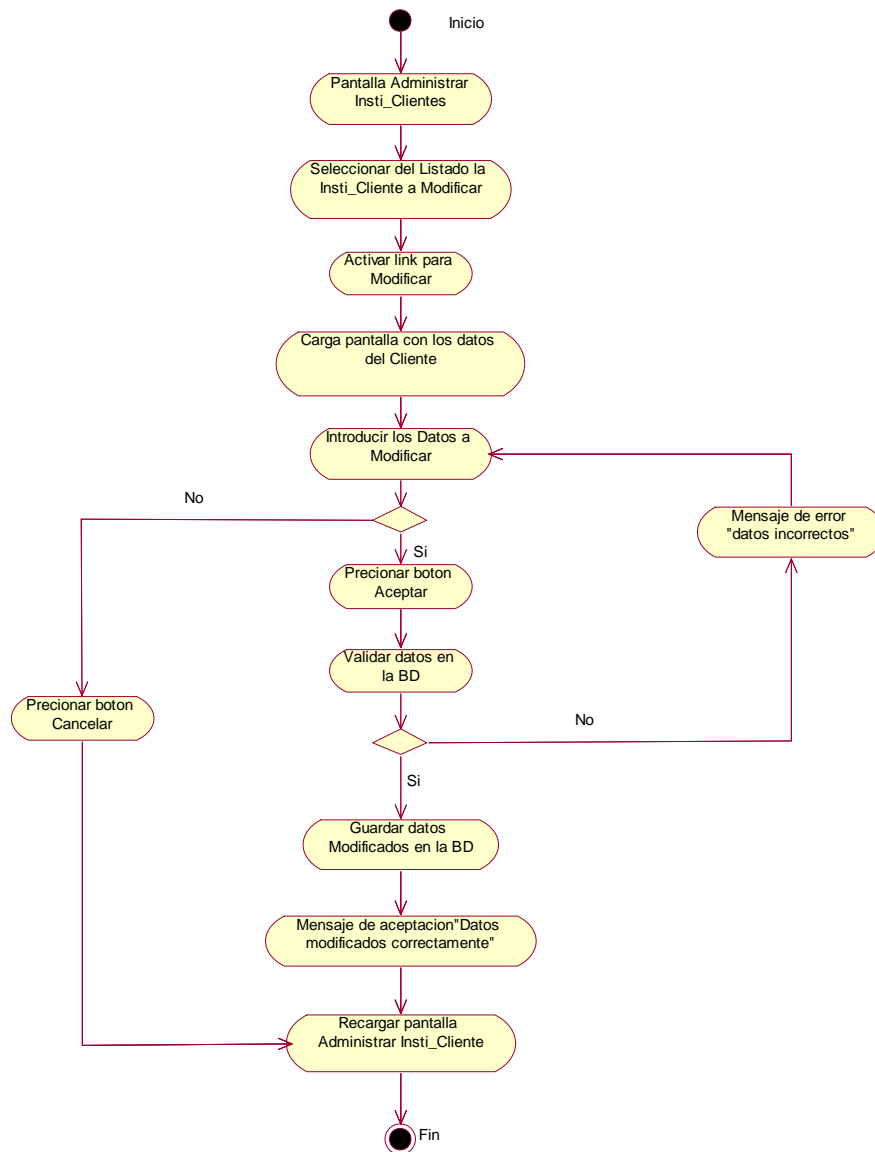 Inicio
Pantalla Administrar
Insti_Clientes
Seleccionar del Listado la
Insti_Cliente a Modificar
Activar link para
Modificar
Carga pantalla con los datos
del Cliente
Introducir los Datos a
Modificar
No
Mensaje de error
"datos incorrectos"
Si
Precionar boton
Aceptar
Validar datos en
la BD
Precionar boton
Cancelar
No
Si
Guardar datos
Modificados en la BD
Mensaje de aceptacion"Datos
modificados correctamente"
Recargar pantalla
Administrar Insti_Cliente
Fin